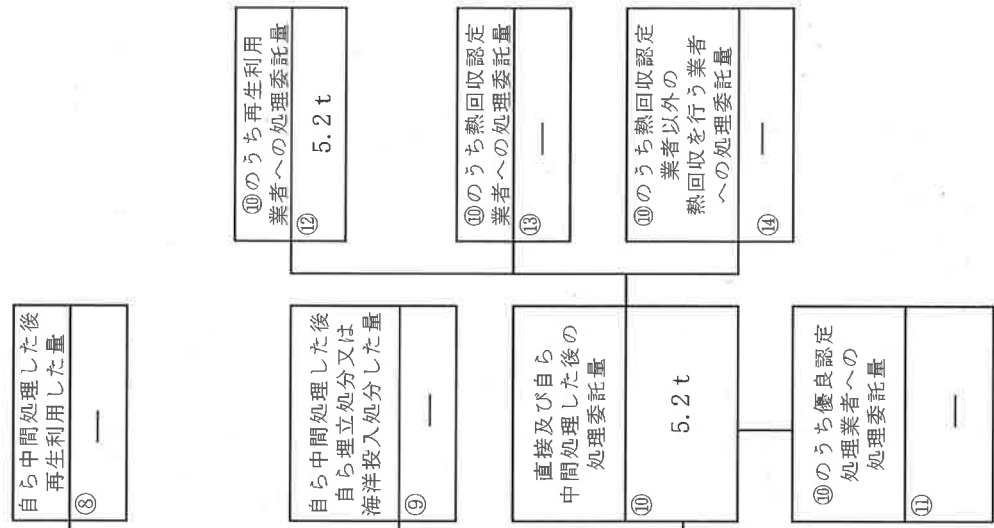 自ら中間処理した後
再生利用した量
⑧
—
自ら中間処理した後
自ら埋立処分又は
海洋投入処分した量
⑨
—
直接及び自ら
中間処理した後の
処理委託量
⑩
5.2 t
⑩のうち優良認定
処理業者への
処理委託量
⑪
—
⑩のうち再生利用
業者への処理委託量
⑫
5.2 t
⑩のうち熱回収認定
業者への処理委託量
⑬
—
⑩のうち熱回収認定
業者以外の
熱回収を行う業者
への処理委託量
⑭
—